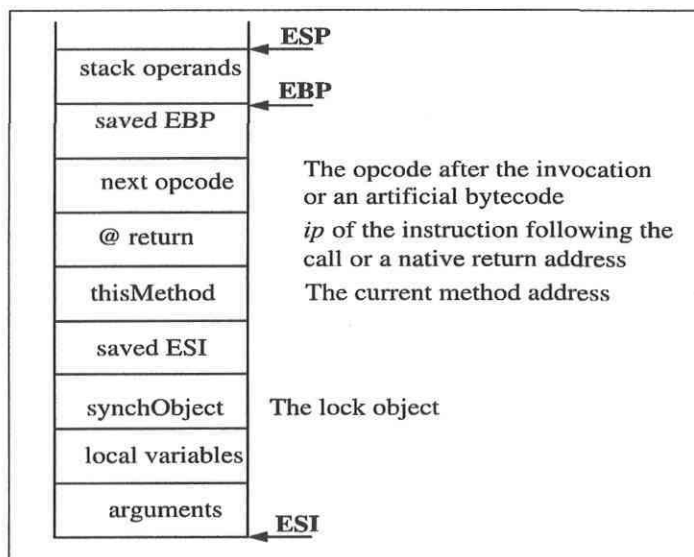 ESP
stack operands
EBP
saved EBP
next opcode
The opcode after the invocation
or an artificial bytecode
@ return
ip of the instruction following the
call or a native return address
thisMethod
The current method address
saved ESI
synchObject
The lock object
local variables
arguments
ESI